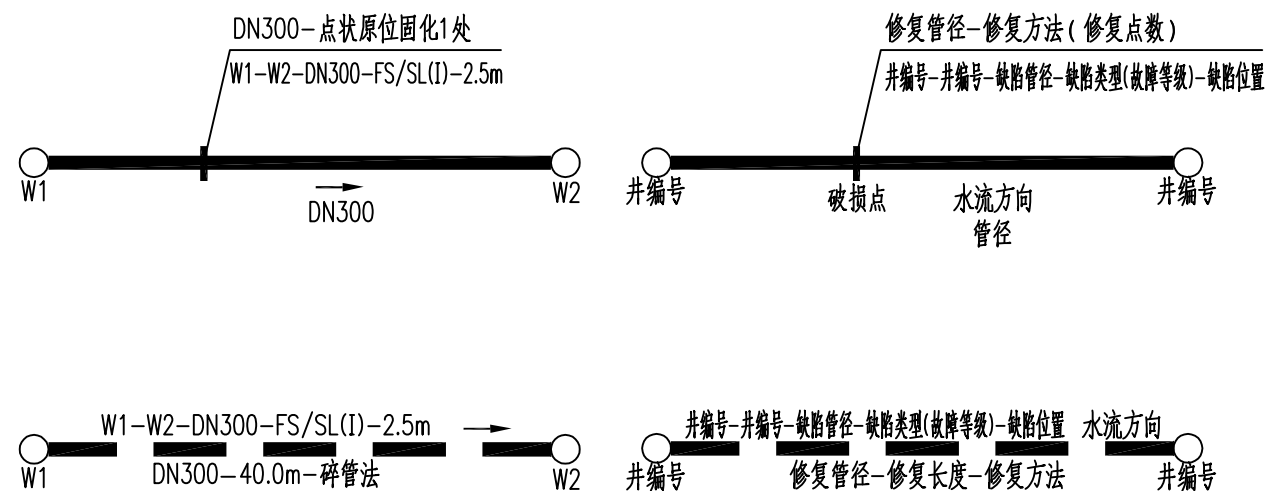 DN300-点状原位固化1处
W1-W2-DN300-FS/SL(I)-2.5m
W1
W2
DN300
修复管径-修复方法(修复点数)
井编号-井编号-缺陷管径-缺陷类型(故障等级)-缺陷位置
井编号
破损点
水流方向
井编号
管径
W1-W2-DN300-FS/SL(I)-2.5m
W1
DN300-40.0m-碎管法
W2
井编号-井编号-缺陷管径-缺陷类型(故障等级)-缺陷位置
水流方向
井编号
修复管径-修复长度-修复方法
井编号